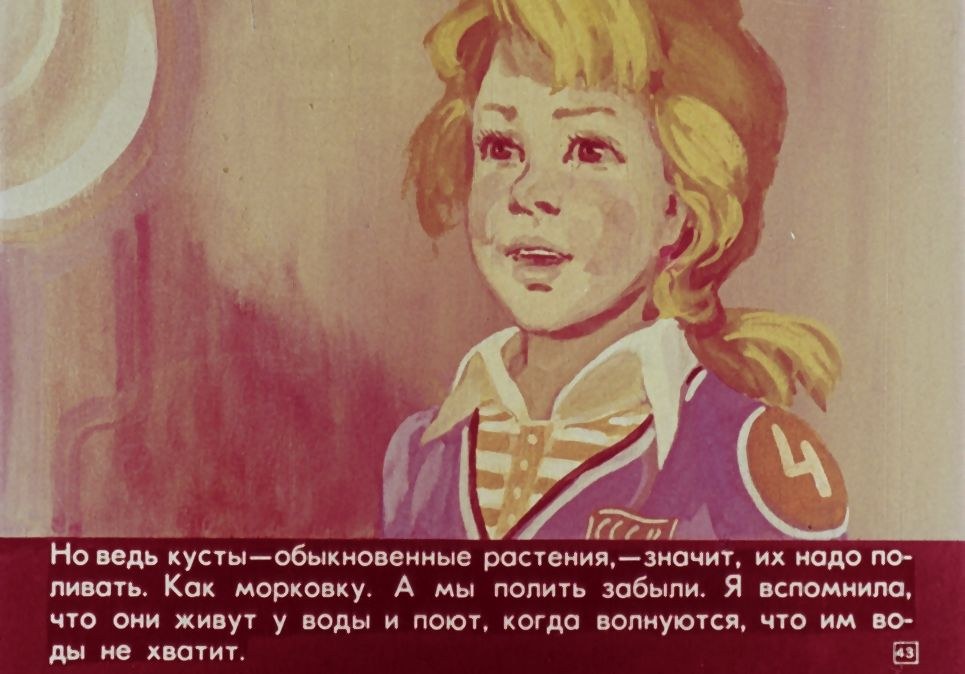 4
Но ведь кусты—обыкновенные растения,—значит, их надо по-
ливать. Как морковку. А мы полить забыли. Я вспомнила,
что они живут у воды и поют, когда волнуются, что им во-
ды не хватит.
43